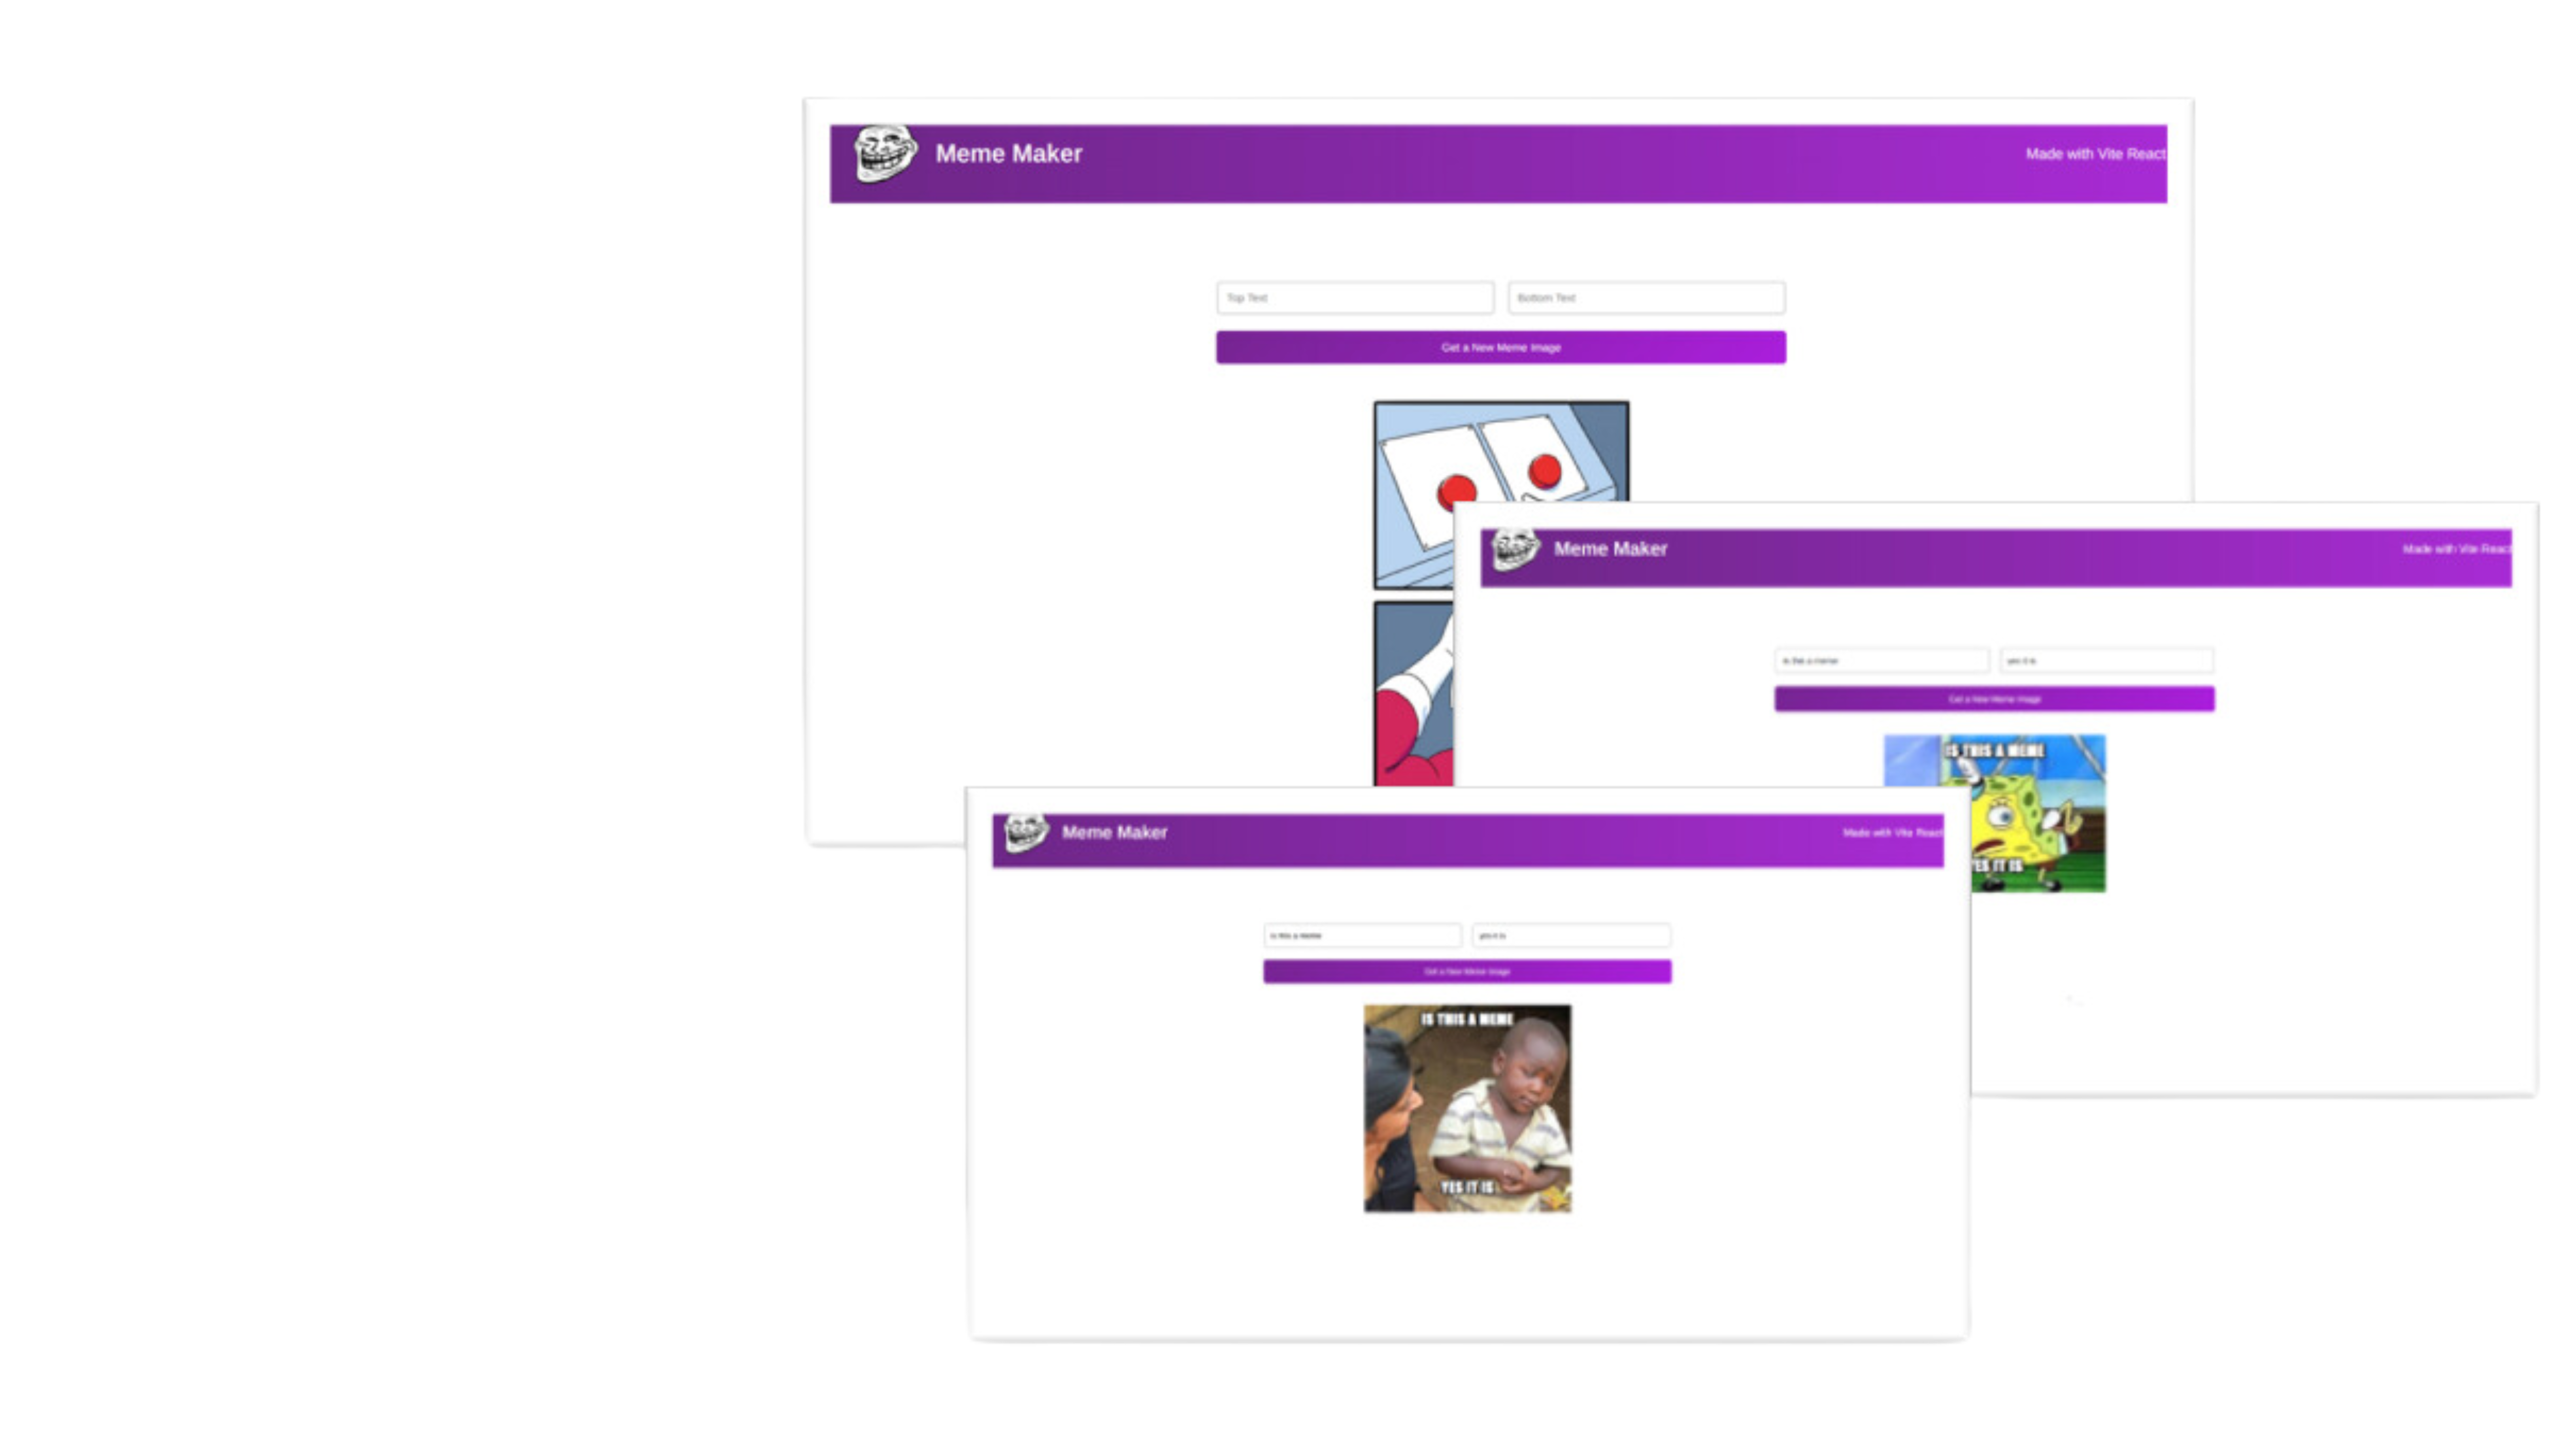 Meme Maker
Made with Vite React
Top Text
Bottom Text
Get a New Meme Image
Meme Maker
Made with Vite React
is this a meme
yes it is
Get a New Meme Image
IS THIS A MEME
YES IT IS
Meme Maker
Made with Vite React
is this a meme
yes it is
Get a New Meme Image
IS THIS A MEME
YES IT IS